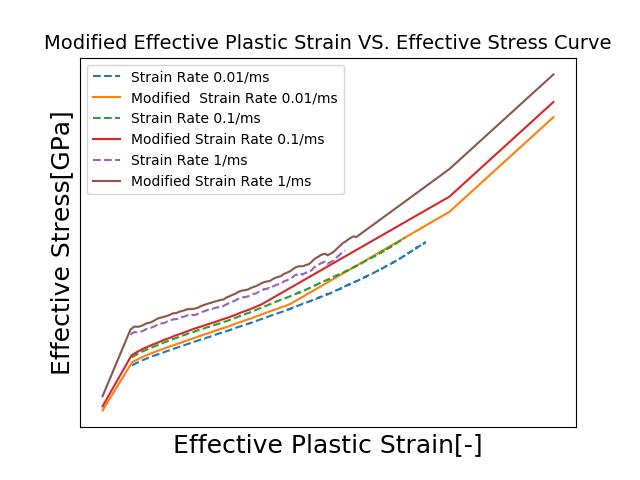 Modified Effective Plastic Strain VS. Effective Stress Curve
Strain Rate 0.01/ms
Modified  Strain Rate 0.01/ms
Strain Rate 0.1/ms
Modified Strain Rate 0.1/ms
Strain Rate 1/ms
Modified Strain Rate 1/ms
Effective Stress[GPa]
Effective Plastic Strain[-]